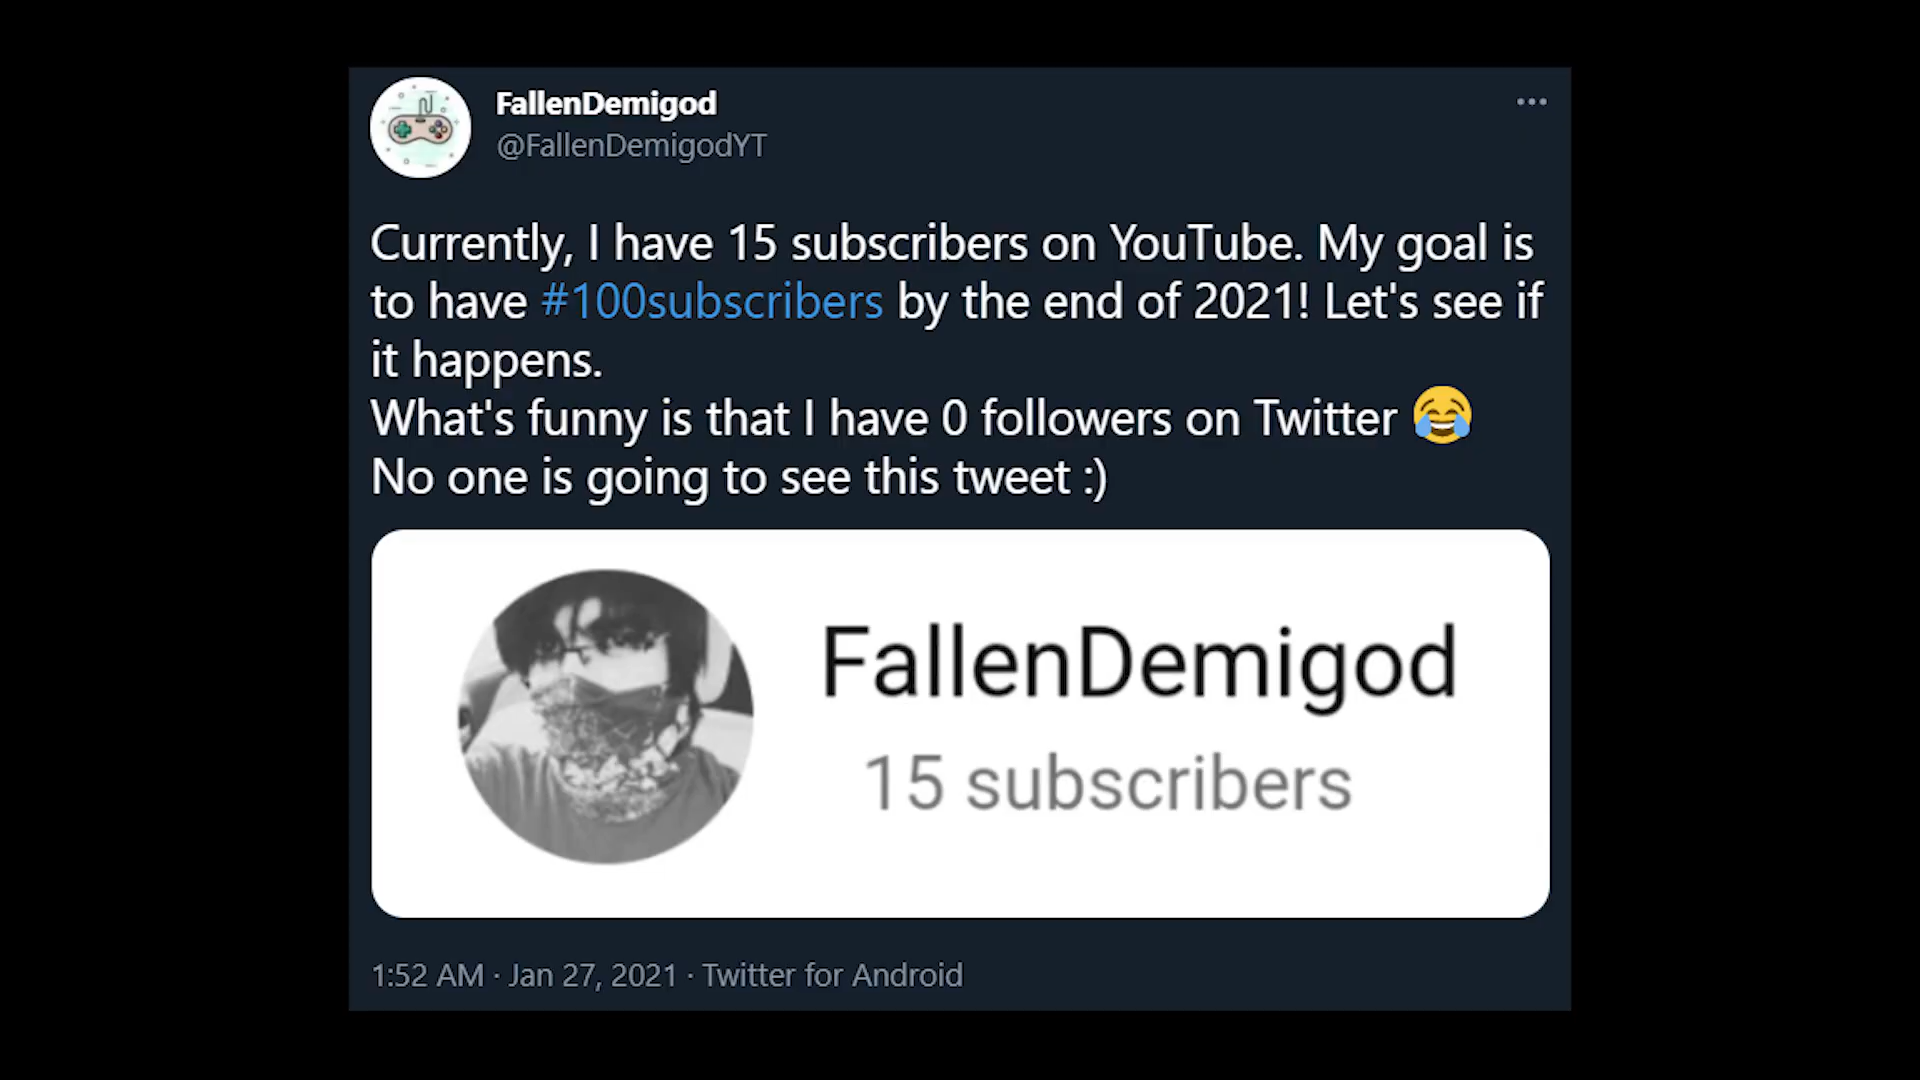 FallenDemigod
@FallenDemigodYT
Currently, I have 15 subscribers on YouTube. My goal is
to have #100subscribers by the end of 2021! Let's see if
it happens.
What's funny is that I have 0 followers on Twitter 😂
No one is going to see this tweet :)
FallenDemigod
15 subscribers
1:52 AM · Jan 27, 2021 · Twitter for Android